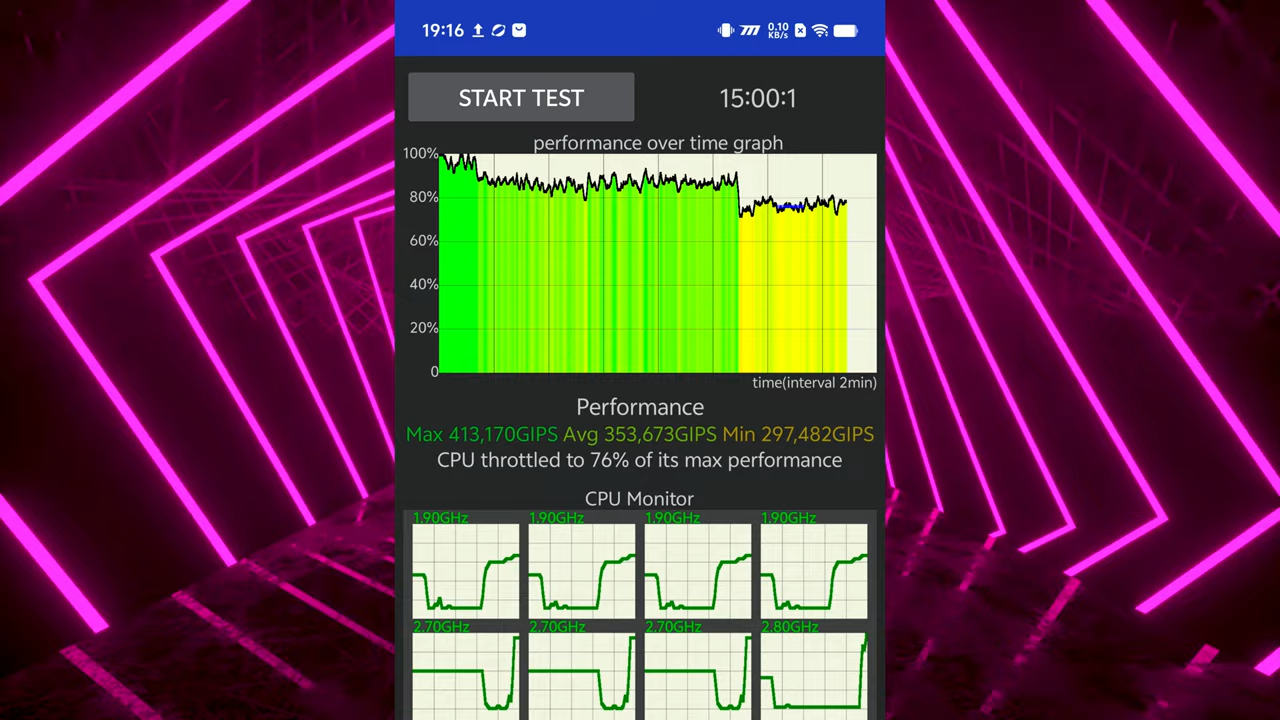 19:16 0.10 KB/s
START TEST 15:00:1
performance over time graph
100%
80%
60%
40%
20%
0
time(interval 2min)
Performance
Max 413,170GIPS Avg 353,673GIPS Min 297,482GIPS
CPU throttled to 76% of its max performance
CPU Monitor
1.90GHz 1.90GHz 1.90GHz 1.90GHz
2.70GHz 2.70GHz 2.70GHz 2.80GHz